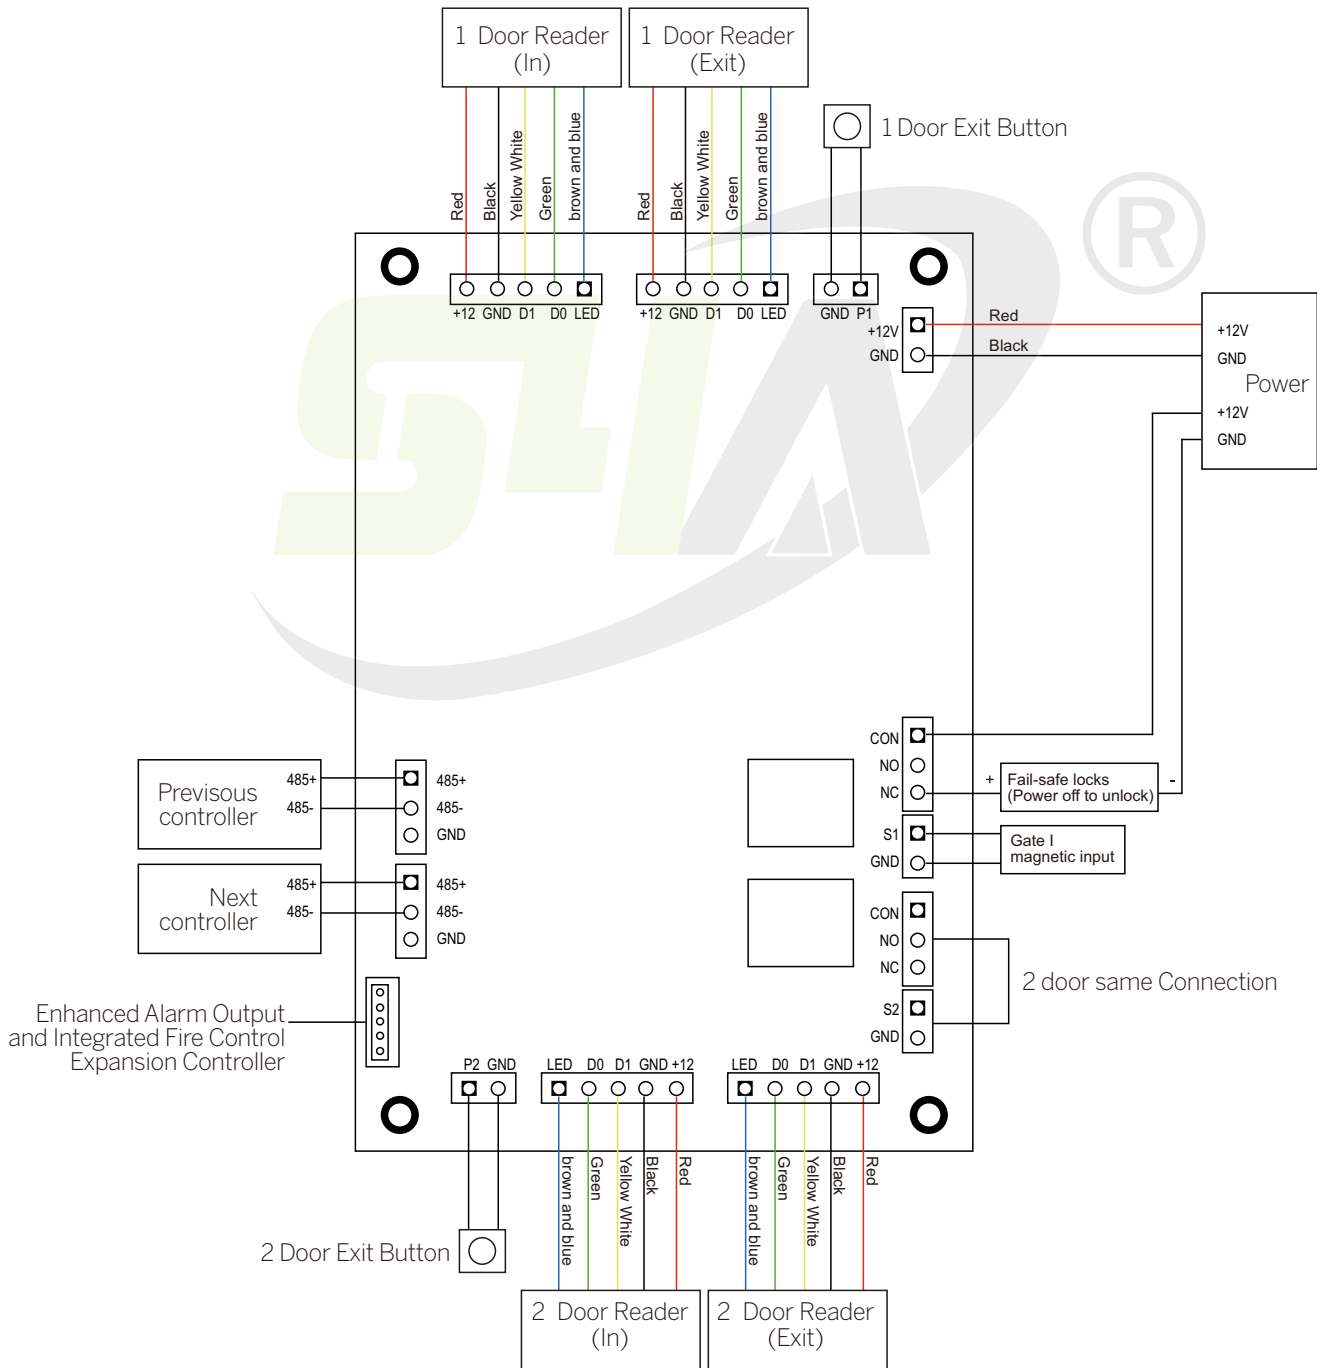 1 Door Reader
(In)
1 Door Reader
(Exit)
1 Door Exit Button
Red
Black
Yellow White
Green
brown and blue
Red
Black
Yellow White
Green
brown and blue
+12 GND D1 D0 LED
+12 GND D1 D0 LED
GND P1
S4A
®
+12V
GND
Red
Black
+12V
GND
Power
+12V
GND
CON
NO
NC
+ Fail-safe locks -
(Power off to unlock)
S1
GND
Gate I
magnetic input
CON
NO
NC
S2
GND
2 door same Connection
Previsous
controller
485+
485-
485+
485-
GND
Next
controller
485+
485-
485+
485-
GND
Enhanced Alarm Output
and Integrated Fire Control
Expansion Controller
P2 GND
LED D0 D1 GND +12
LED D0 D1 GND +12
brown and blue
Green
Yellow White
Black
Red
brown and blue
Green
Yellow White
Black
Red
2 Door Exit Button
2 Door Reader
(In)
2 Door Reader
(Exit)